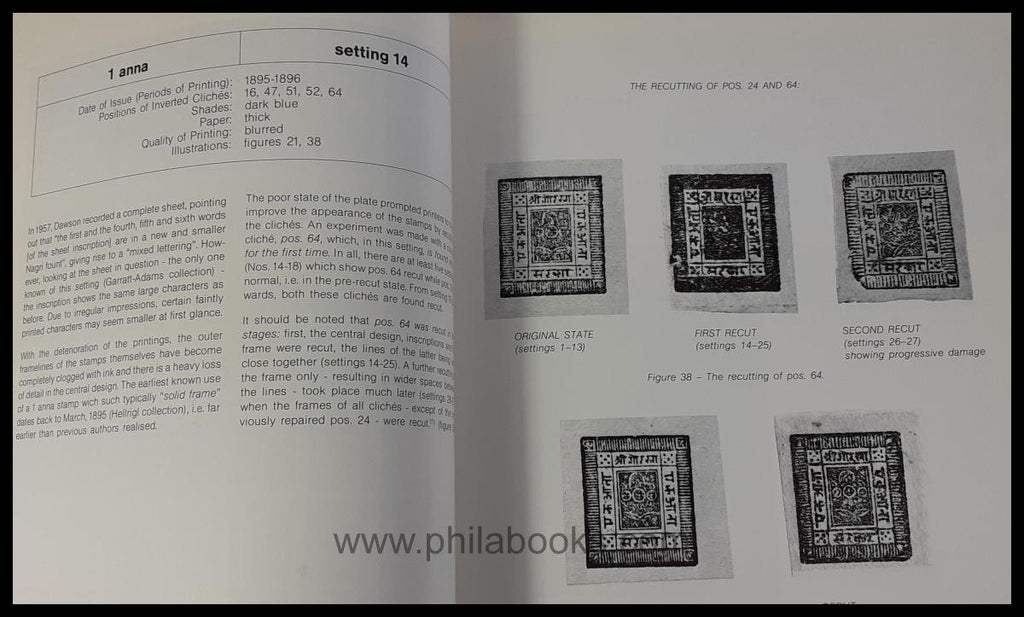 1 anna
setting 14
Date of Issue (Periods of Printing): 1895-1896
Positions of Inverted Clichés: 16, 47, 51, 52, 64
Shades: dark blue
Paper: thick
Quality of Printing: blurred
Illustrations: figures 21, 38
In 1957, Dawson recorded a complete sheet, pointing
out that "the first and the fourth, fifth and sixth words
[of the sheet inscription] are in a new and smaller
Nagri fount", giving rise to a "mixed lettering". How-
ever, looking at the sheet in question - the only one
known of this setting (Garratt-Adams collection) -
the inscription shows the same large characters as
before. Due to irregular impressions, certain faintly
printed characters may seem smaller at first glance.
With the deterioration of the printings, the outer
framelines of the stamps themselves have become
completely clogged with ink and there is a heavy loss
of detail in the central design. The earliest known use
of a 1 anna stamp wich such typically "solid frame"
dates back to March, 1895 (Hellrigl collection), i.e. far
earlier than previous authors realised.
The poor state of the plate prompted printers
improve the appearance of the stamps by
the clichés. An experiment was made with
cliché, pos. 64, which, in this setting, is found
for the first time. In all, there are at least five
(Nos. 14-18) which show pos. 64 recut while pos.
normal, i.e. in the pre-recut state. From setting
wards, both these clichés are found recut.
It should be noted that pos. 64 was recut
stages: first, the central design, inscriptions
frame were recut, the lines of the latter being
close together (settings 14-25). A further
the frame only - resulting in wider spaces
the lines - took place much later (settings
when the frames of all clichés - except of the
viously repaired pos. 24 - were recut.
THE RECUTTING OF POS. 24 AND 64:
श्री गोरखा
सरकार
ORIGINAL STATE
(settings 1–13)
FIRST RECUT
(settings 14–25)
SECOND RECUT
(settings 26–27)
showing progressive damage
Figure 38 – The recutting of pos. 64.
www.philabook